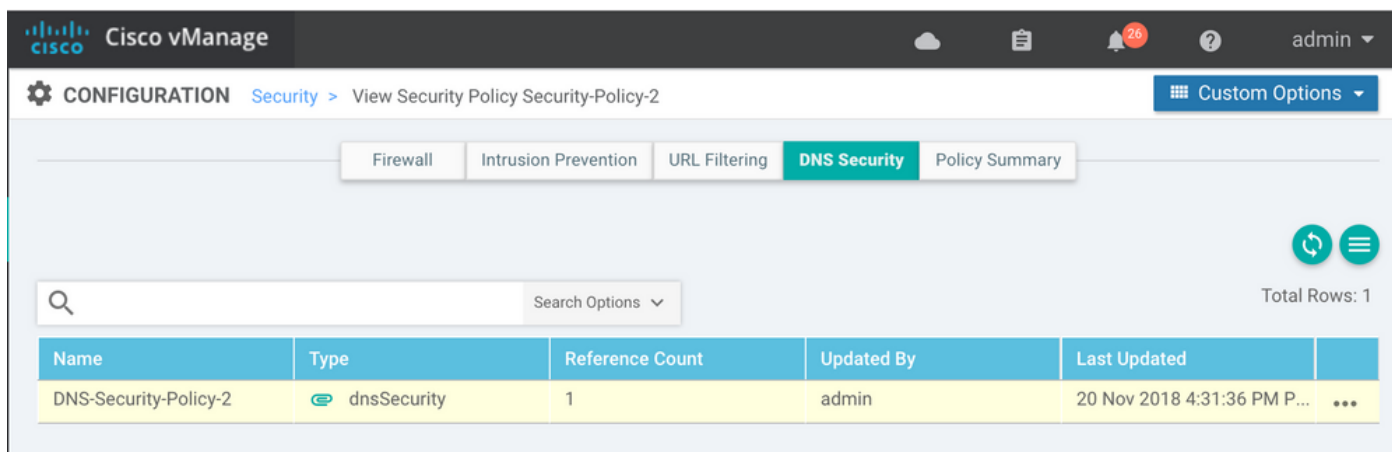 cisco Cisco vManage 26 admin
CONFIGURATION Security > View Security Policy Security-Policy-2 Custom Options
Firewall Intrusion Prevention URL Filtering DNS Security Policy Summary
Search Options Total Rows: 1
Name Type Reference Count Updated By Last Updated
DNS-Security-Policy-2 dnsSecurity 1 admin 20 Nov 2018 4:31:36 PM P...